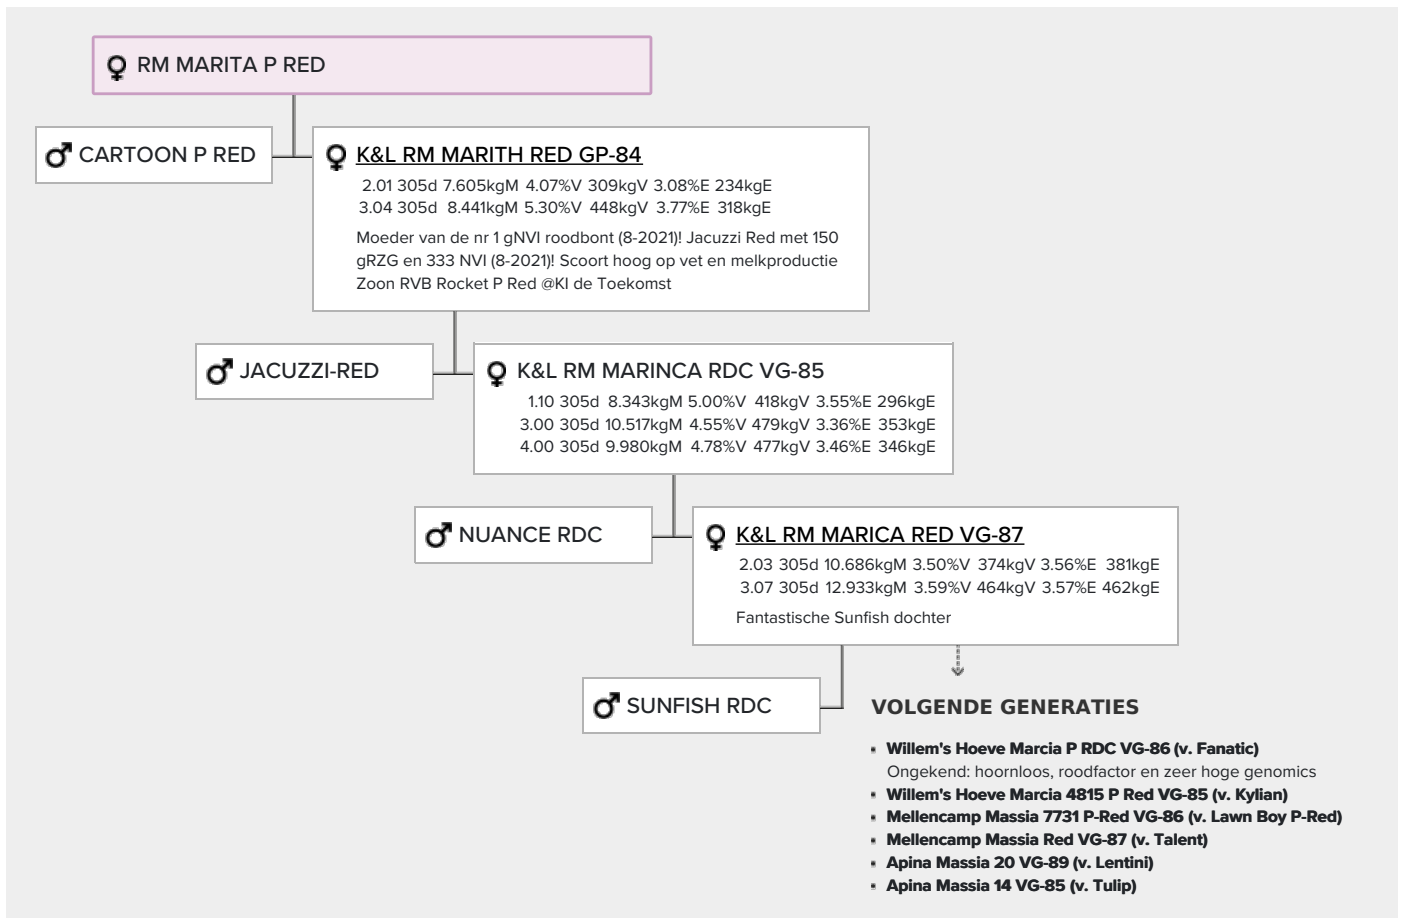 RM MARITA P RED
CARTOON P RED
K&L RM MARITH RED GP-84
2.01 305d 7.605kgM 4.07%V 309kgV 3.08%E 234kgE
3.04 305d 8.441kgM 5.30%V 448kgV 3.77%E 318kgE
Moeder van de nr 1 gNVI roodbont (8-2021)! Jacuzzi Red met 150
gRZG en 333 NVI (8-2021)! Scoort hoog op vet en melkproductie
Zoon RVB Rocket P Red @KI de Toekomst
JACUZZI-RED
K&L RM MARINCA RDC VG-85
1.10 305d 8.343kgM 5.00%V 418kgV 3.55%E 296kgE
3.00 305d 10.517kgM 4.55%V 479kgV 3.36%E 353kgE
4.00 305d 9.980kgM 4.78%V 477kgV 3.46%E 346kgE
NUANCE RDC
K&L RM MARICA RED VG-87
2.03 305d 10.686kgM 3.50%V 374kgV 3.56%E 381kgE
3.07 305d 12.933kgM 3.59%V 464kgV 3.57%E 462kgE
Fantastische Sunfish dochter
SUNFISH RDC
VOLGENDE GENERATIES
Willem's Hoeve Marcia P RDC VG-86 (v. Fanatic)
Ongekend: hoornloos, roodfactor en zeer hoge genomics
Willem's Hoeve Marcia 4815 P Red VG-85 (v. Kylian)
Mellencamp Massia 7731 P-Red VG-86 (v. Lawn Boy P-Red)
Mellencamp Massia Red VG-87 (v. Talent)
Apina Massia 20 VG-89 (v. Lentini)
Apina Massia 14 VG-85 (v. Tulip)